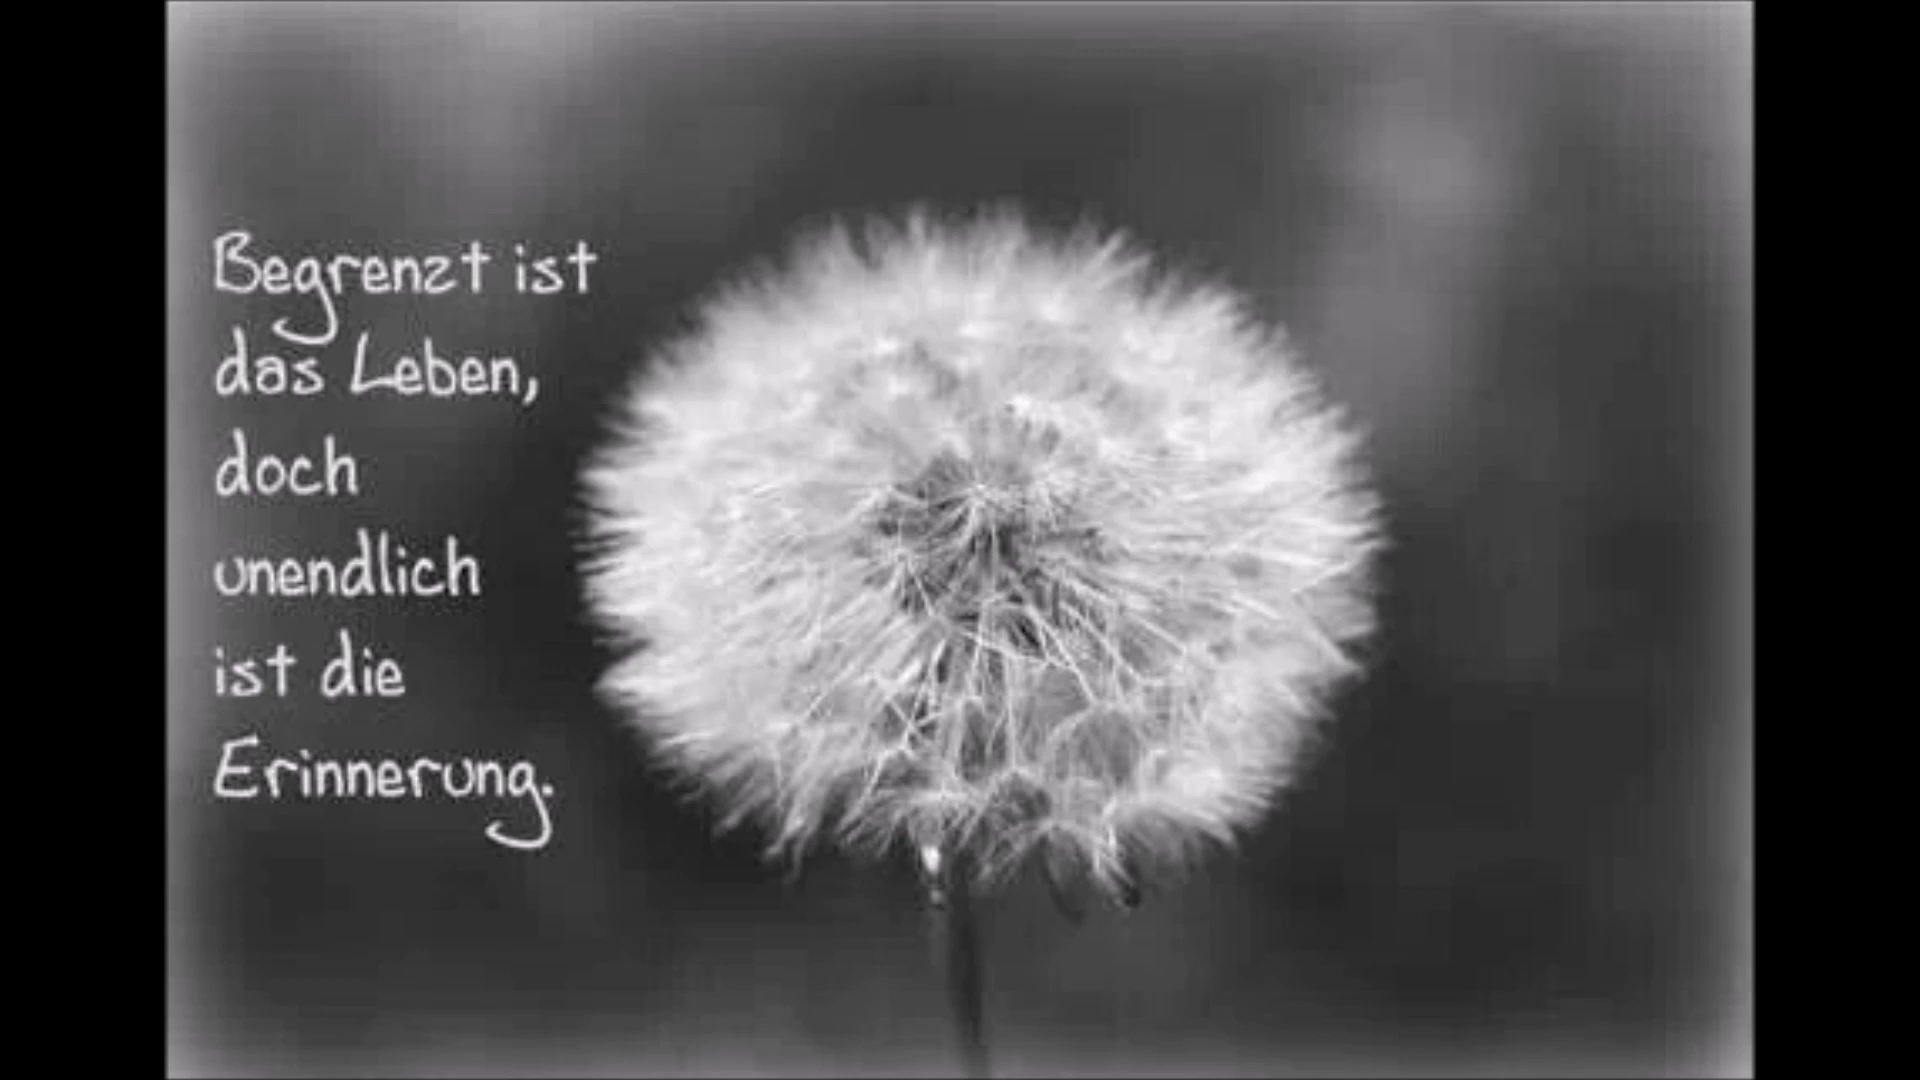 Begrenzt ist
das Leben,
doch
unendlich
ist die
Erinnerung.